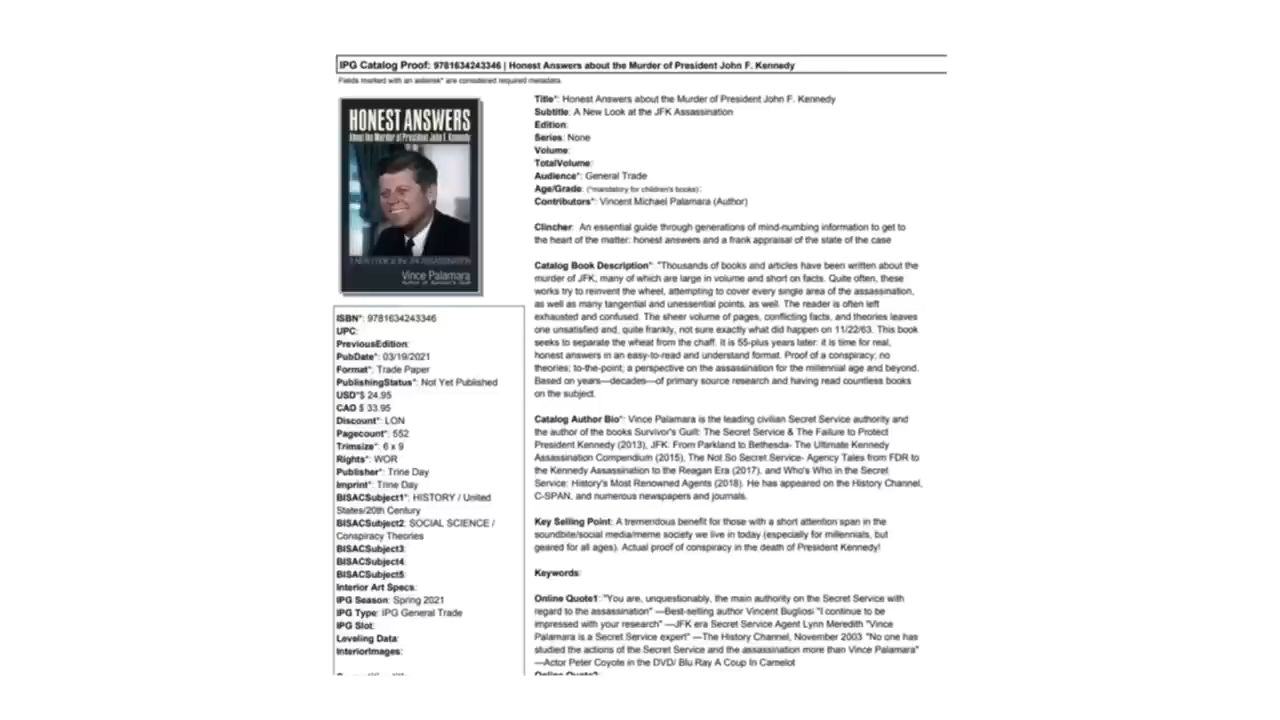 IPG Catalog Proof: 9781634243346 | Honest Answers about the Murder of President John F. Kennedy
Fields marked with an asterisk* are considered required metadata.
HONEST ANSWERS
About the Murder of President John F. Kennedy
A NEW LOOK at the JFK ASSASSINATION
Vince Palamara
Author of Survivor's Guilt
ISBN*: 9781634243346
UPC:
PreviousEdition:
PubDate*: 03/19/2021
Format*: Trade Paper
PublishingStatus*: Not Yet Published
USD*$ 24.95
CAD $ 33.95
Discount*: LON
Pagecount*: 552
Trimsize*: 6 x 9
Rights*: WOR
Publisher*: Trine Day
Imprint*: Trine Day
BISACSubject1*: HISTORY / United
States/20th Century
BISACSubject2: SOCIAL SCIENCE /
Conspiracy Theories
BISACSubject3:
BISACSubject4:
BISACSubject5:
Interior Art Specs:
IPG Season: Spring 2021
IPG Type: IPG General Trade
IPG Slot:
Leveling Data:
InteriorImages:
Title*: Honest Answers about the Murder of President John F. Kennedy
Subtitle: A New Look at the JFK Assassination
Edition:
Series: None
Volume:
TotalVolume:
Audience*: General Trade
Age/Grade: (*mandatory for children's books):
Contributors*: Vincent Michael Palamara (Author)
Clincher: An essential guide through generations of mind-numbing information to get to
the heart of the matter: honest answers and a frank appraisal of the state of the case
Catalog Book Description*: "Thousands of books and articles have been written about the
murder of JFK, many of which are large in volume and short on facts. Quite often, these
works try to reinvent the wheel, attempting to cover every single area of the assassination,
as well as many tangential and unessential points, as well. The reader is often left
exhausted and confused. The sheer volume of pages, conflicting facts, and theories leaves
one unsatisfied and, quite frankly, not sure exactly what did happen on 11/22/63. This book
seeks to separate the wheat from the chaff. It is 55-plus years later: it is time for real,
honest answers in an easy-to-read and understand format. Proof of a conspiracy; no
theories; to-the-point; a perspective on the assassination for the millennial age and beyond.
Based on years—decades—of primary source research and having read countless books
on the subject.
Catalog Author Bio*: Vince Palamara is the leading civilian Secret Service authority and
the author of the books Survivor's Guilt: The Secret Service & The Failure to Protect
President Kennedy (2013), JFK: From Parkland to Bethesda- The Ultimate Kennedy
Assassination Compendium (2015), The Not So Secret Service- Agency Tales from FDR to
the Kennedy Assassination to the Reagan Era (2017), and Who's Who in the Secret
Service: History's Most Renowned Agents (2018). He has appeared on the History Channel,
C-SPAN, and numerous newspapers and journals.
Key Selling Point: A tremendous benefit for those with a short attention span in the
soundbite/social media/meme society we live in today (especially for millennials, but
geared for all ages). Actual proof of conspiracy in the death of President Kennedy!
Keywords:
Online Quote1: "You are, unquestionably, the main authority on the Secret Service with
regard to the assassination" —Best-selling author Vincent Bugliosi "I continue to be
impressed with your research" —JFK era Secret Service Agent Lynn Meredith "Vince
Palamara is a Secret Service expert" —The History Channel, November 2003 "No one has
studied the actions of the Secret Service and the assassination more than Vince Palamara"
—Actor Peter Coyote in the DVD/ Blu Ray A Coup In Camelot